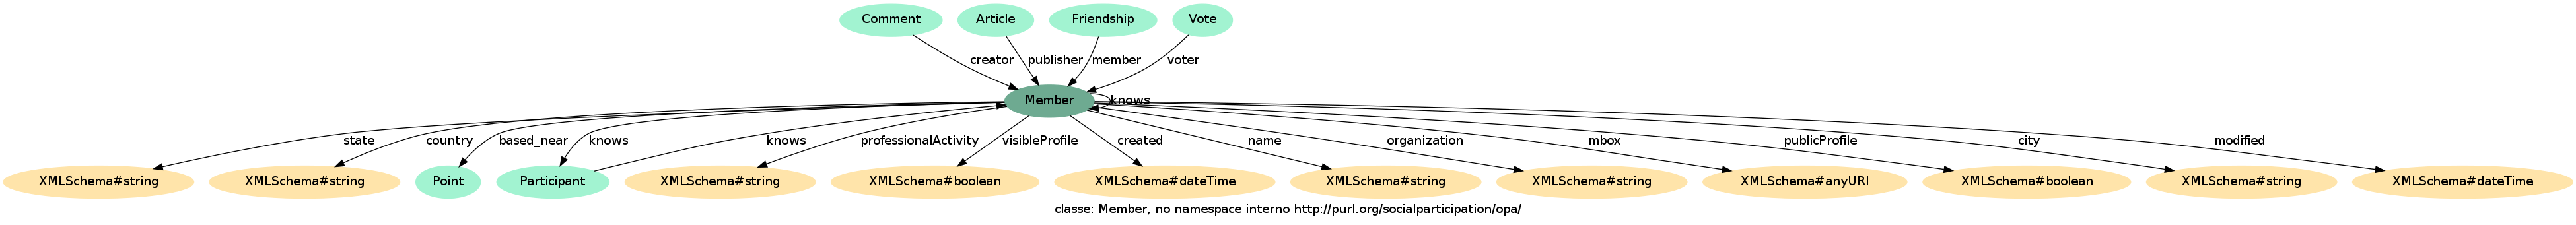 Comment Article Friendship Vote
creator publisher member voter
Member knows
state country based_near knows knows professionalActivity visibleProfile created name organization mbox publicProfile city modified
XMLSchema#string XMLSchema#string Point Participant XMLSchema#string XMLSchema#boolean XMLSchema#dateTime XMLSchema#string XMLSchema#string XMLSchema#anyURI XMLSchema#boolean XMLSchema#string XMLSchema#dateTime
classe: Member, no namespace interno http://purl.org/socialparticipation/opa/